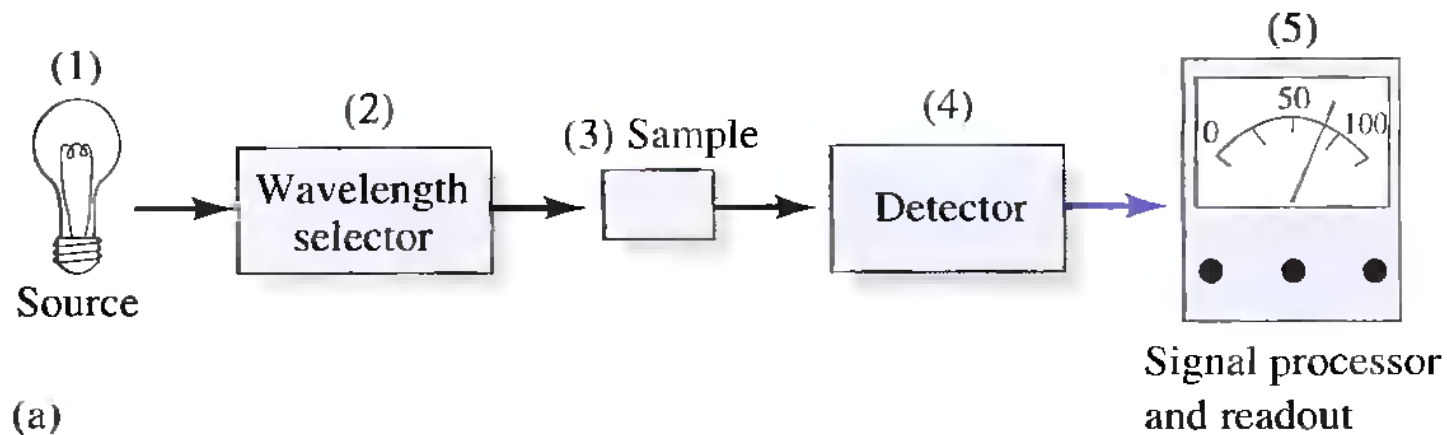 (1)
(2)
(3) Sample
(4)
(5)
0
50
100
Wavelength
selector
Detector
Source
Signal processor
and readout
(a)